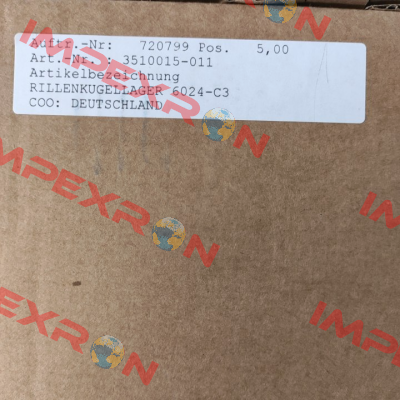 Auftr.-Nr: 720799 Pos. 5,00
Art.-Nr. : 3510015-011
Artikelbezeichnung
RILLENKUGELLAGER 6024-C3
COO: DEUTSCHLAND
IMPEXRON
IMPEXRON
IMPEXRON
IMPEXRON